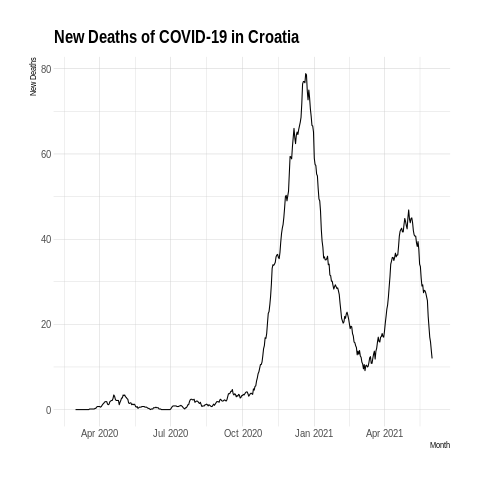 New Deaths of COVID-19 in Croatia
New Deaths
80
60
40
20
0
Apr 2020 Jul 2020 Oct 2020 Jan 2021 Apr 2021
Month